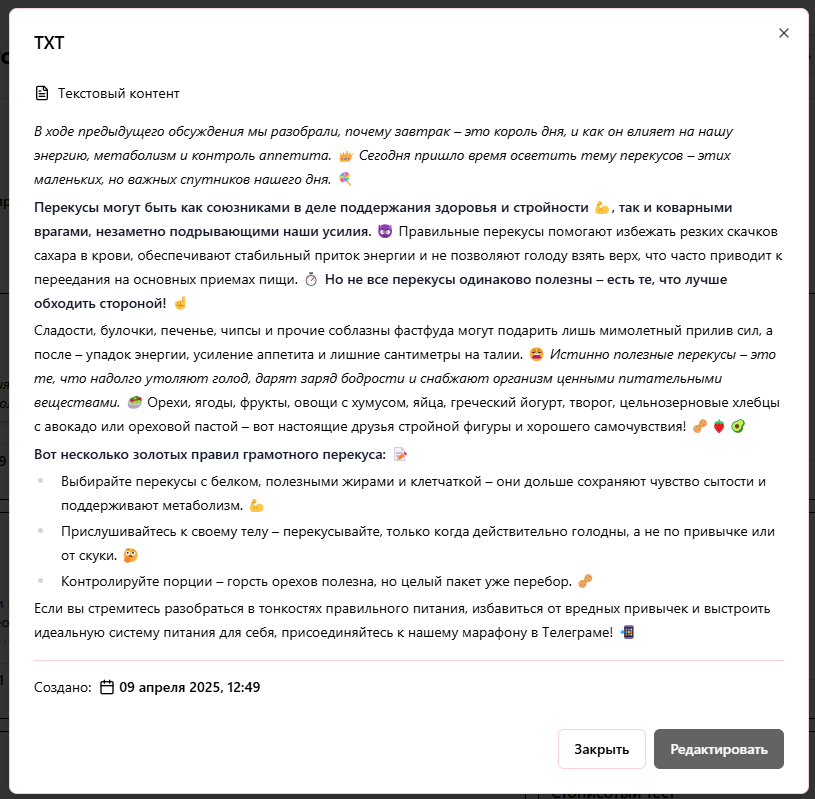 TXT
Текстовый контент
В ходе предыдущего обсуждения мы разобрали, почему завтрак – это король дня, и как он влияет на нашу
энергию, метаболизм и контроль аппетита. 👑 Сегодня пришло время осветить тему перекусов – этих
маленьких, но важных спутников нашего дня. 🍭
Перекусы могут быть как союзниками в деле поддержания здоровья и стройности 💪, так и коварными
врагами, незаметно подрывающими наши усилия. 😈 Правильные перекусы помогают избежать резких скачков
сахара в крови, обеспечивают стабильный приток энергии и не позволяют голоду взять верх, что часто приводит к
перееданию на основных приемах пищи. ⏱ Но не все перекусы одинаково полезны – есть те, что лучше
обходить стороной! ☝
Сладости, булочки, печенье, чипсы и прочие соблазны фастфуда могут подарить лишь мимолетный прилив сил, а
после – упадок энергии, усиление аппетита и лишние сантиметры на талии. 😫 Истинно полезные перекусы – это
те, что надолго утоляют голод, дарят заряд бодрости и снабжают организм ценными питательными
веществами. 🥗 Орехи, ягоды, фрукты, овощи с хумусом, яйца, греческий йогурт, творог, цельнозерновые хлебцы
с авокадо или ореховой пастой – вот настоящие друзья стройной фигуры и хорошего самочувствия! 🥜 🍓 🥑
Вот несколько золотых правил грамотного перекуса: 📝
Выбирайте перекусы с белком, полезными жирами и клетчаткой – они дольше сохраняют чувство сытости и
поддерживают метаболизм. 💪
Прислушивайтесь к своему телу – перекусывайте, только когда действительно голодны, а не по привычке или
от скуки. 🤔
Контролируйте порции – горсть орехов полезна, но целый пакет уже перебор. 🥜
Если вы стремитесь разобраться в тонкостях правильного питания, избавиться от вредных привычек и выстроить
идеальную систему питания для себя, присоединяйтесь к нашему марафону в Телеграме! 📲
Создано: 09 апреля 2025, 12:49
Закрыть
Редактировать